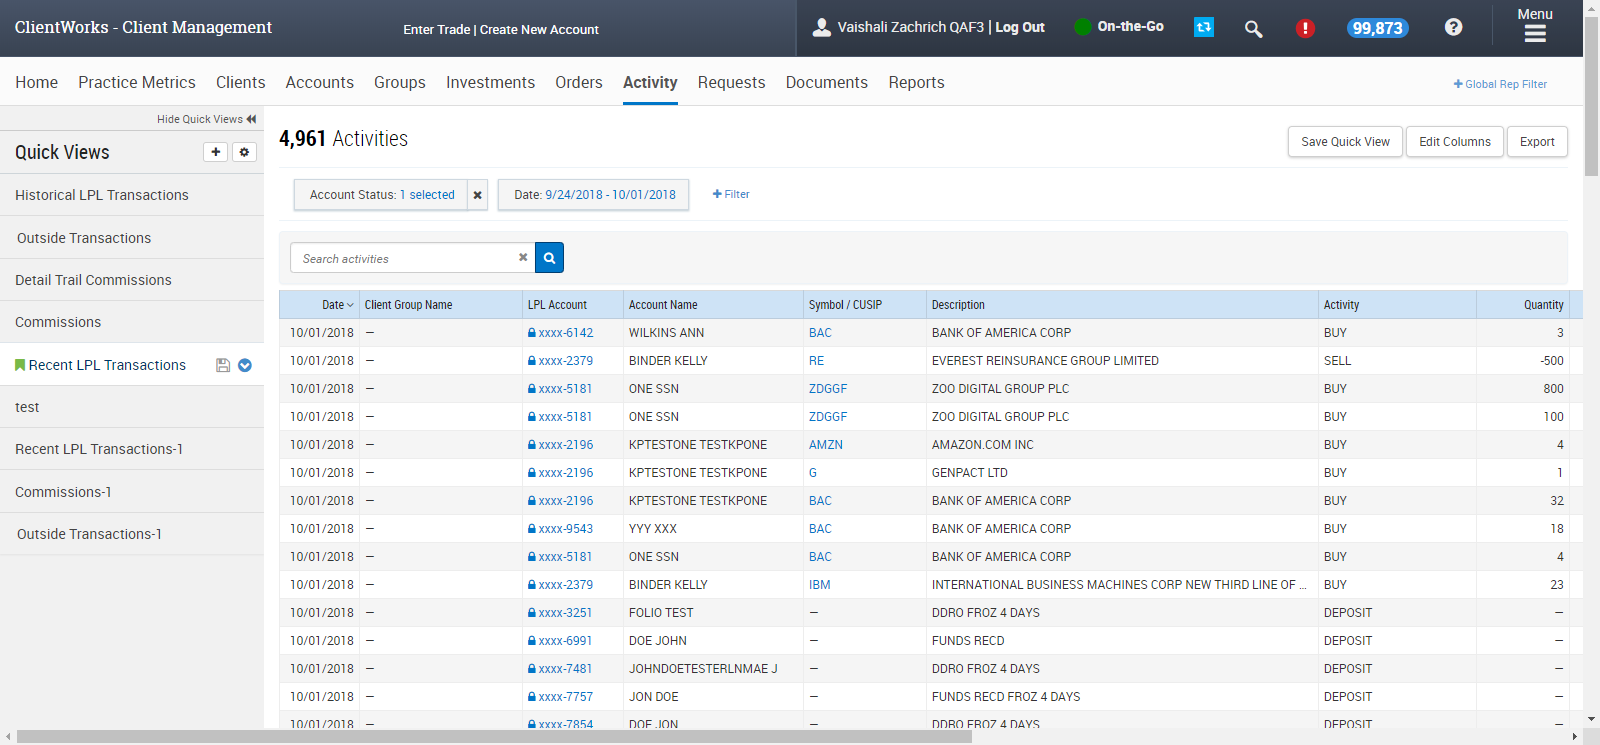 ClientWorks - Client Management
Enter Trade | Create New Account
Vaishali Zachrich QAF3 | Log Out
On-the-Go
99,873
Menu
Home Practice Metrics Clients Accounts Groups Investments Orders Activity Requests Documents Reports
Global Rep Filter
Hide Quick Views
Quick Views
Historical LPL Transactions
Outside Transactions
Detail Trail Commissions
Commissions
Recent LPL Transactions
test
Recent LPL Transactions-1
Commissions-1
Outside Transactions-1
4,961 Activities
Save Quick View Edit Columns Export
Account Status: 1 selected Date: 9/24/2018 - 10/01/2018 Filter
Search activities
Date Client Group Name LPL Account Account Name Symbol / CUSIP Description Activity Quantity
10/01/2018 — xxxx-6142 WILKINS ANN BAC BANK OF AMERICA CORP BUY 3
10/01/2018 — xxxx-2379 BINDER KELLY RE EVEREST REINSURANCE GROUP LIMITED SELL -500
10/01/2018 — xxxx-5181 ONE SSN ZDGGF ZOO DIGITAL GROUP PLC BUY 800
10/01/2018 — xxxx-5181 ONE SSN ZDGGF ZOO DIGITAL GROUP PLC BUY 100
10/01/2018 — xxxx-2196 KPTESTONE TESTKPONE AMZN AMAZON.COM INC BUY 4
10/01/2018 — xxxx-2196 KPTESTONE TESTKPONE G GENPACT LTD BUY 1
10/01/2018 — xxxx-2196 KPTESTONE TESTKPONE BAC BANK OF AMERICA CORP BUY 32
10/01/2018 — xxxx-9543 YYY XXX BAC BANK OF AMERICA CORP BUY 18
10/01/2018 — xxxx-5181 ONE SSN BAC BANK OF AMERICA CORP BUY 4
10/01/2018 — xxxx-2379 BINDER KELLY IBM INTERNATIONAL BUSINESS MACHINES CORP NEW THIRD LINE OF ... BUY 23
10/01/2018 — xxxx-3251 FOLIO TEST — DDRO FROZ 4 DAYS DEPOSIT —
10/01/2018 — xxxx-6991 DOE JOHN — FUNDS RECD DEPOSIT —
10/01/2018 — xxxx-7481 JOHNDOETESTERLNMAE J — DDRO FROZ 4 DAYS DEPOSIT —
10/01/2018 — xxxx-7757 JON DOE — FUNDS RECD FROZ 4 DAYS DEPOSIT —
10/01/2018 — xxxx-7854 DOE JON — DDRO FROZ 4 DAYS DEPOSIT —